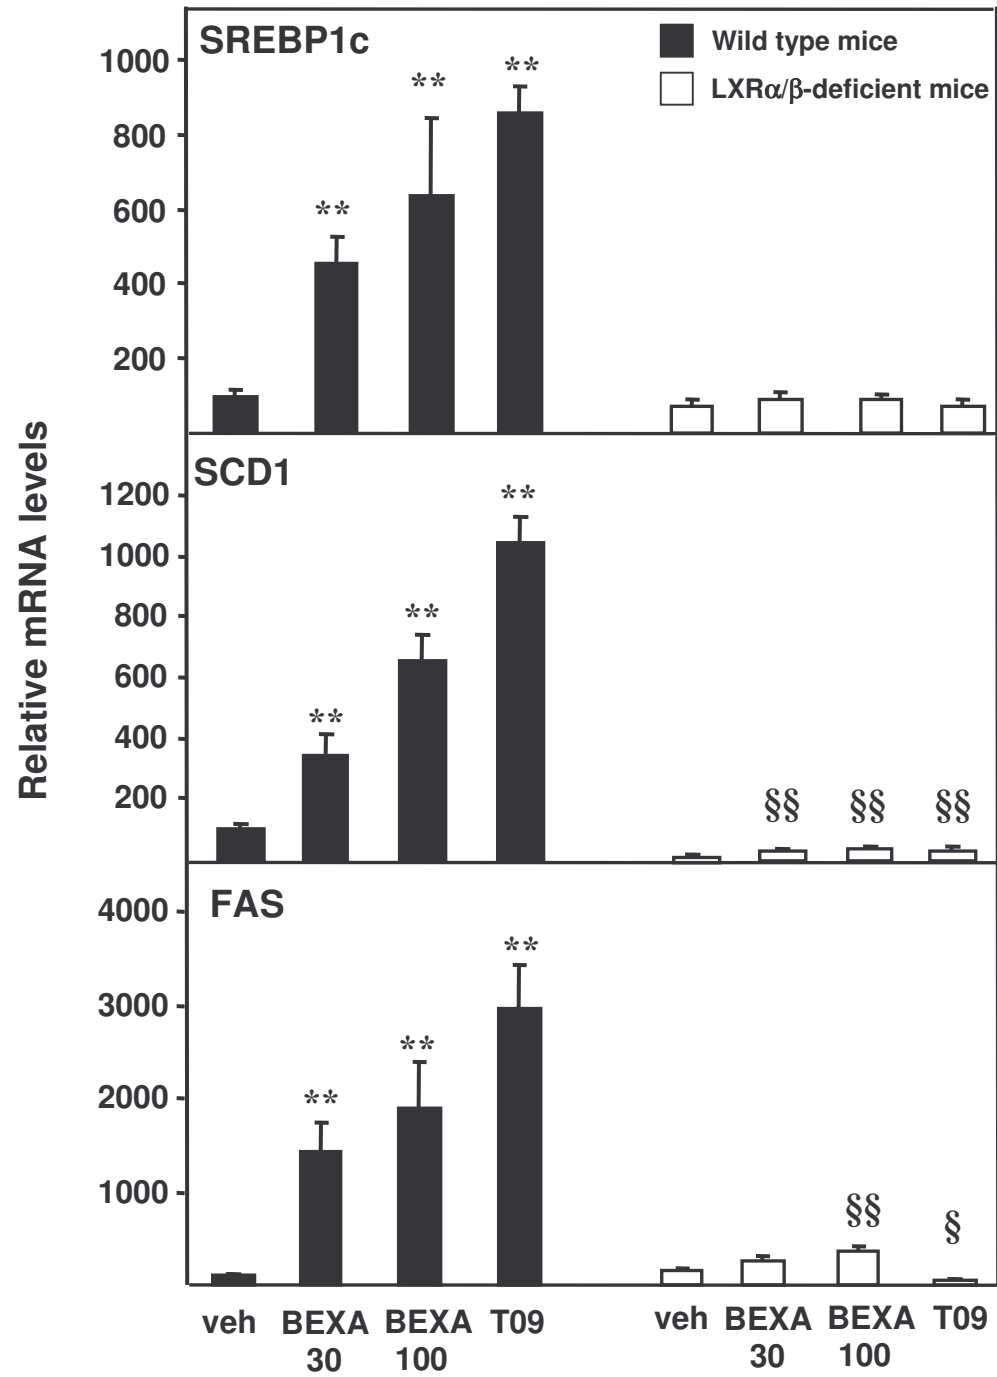 SREBP1c
Wild type mice
LXRα/β-deficient mice
1000
**
**
800
600
**
400
200
Relative mRNA levels
SCD1
1200
**
1000
800
**
600
400
**
200
§§ §§ §§
FAS
4000
**
3000
2000
**
**
1000
§§ §
veh BEXA BEXA T09 veh BEXA BEXA T09
30 100 30 100